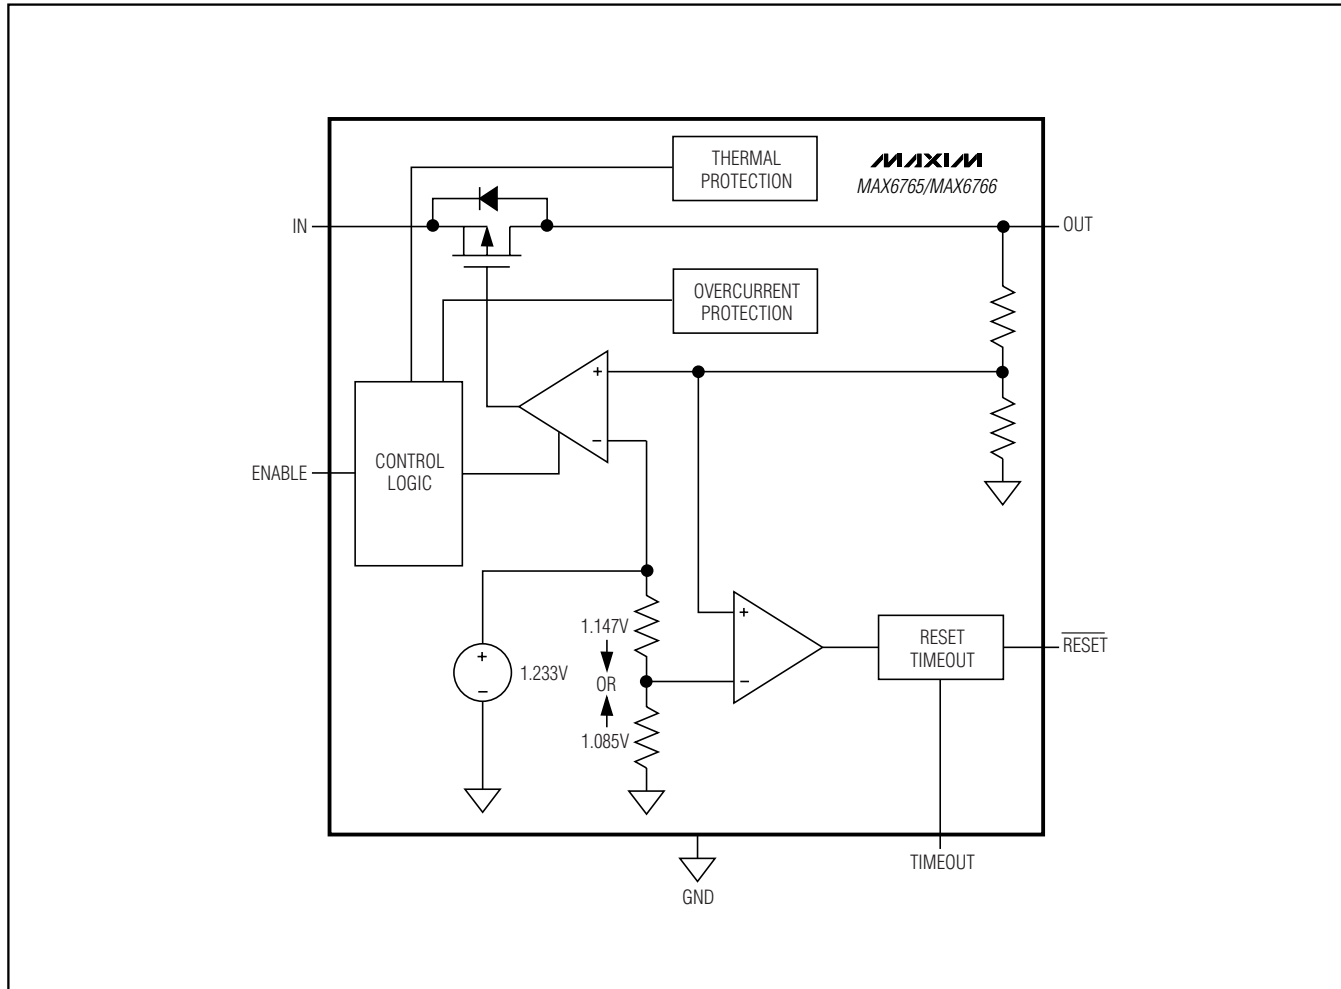 THERMAL
PROTECTION
MAXIM
MAX6765/MAX6766
IN
OUT
OVERCURRENT
PROTECTION
+
−
ENABLE
CONTROL
LOGIC
+
−
1.233V
1.147V
OR
1.085V
+
−
RESET
TIMEOUT
RESET
TIMEOUT
GND